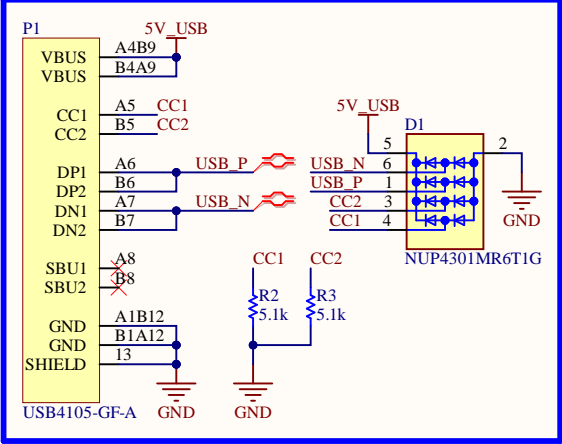 P1
5V_USB
VBUS A4B9
VBUS B4A9
CC1 A5 CC1
CC2 B5 CC2
DP1 A6 USB_P
DP2 B6
DN1 A7 USB_N
DN2 B7
SBU1 A8
SBU2 B8
GND A1B12
GND B1A12
SHIELD 13
GND
USB4105-GF-A
5V_USB
D1
5 2
USB_N 6
USB_P 1
CC2 3
CC1 4
GND
NUP4301MR6T1G
CC1 CC2
R2 R3
5.1k 5.1k
GND